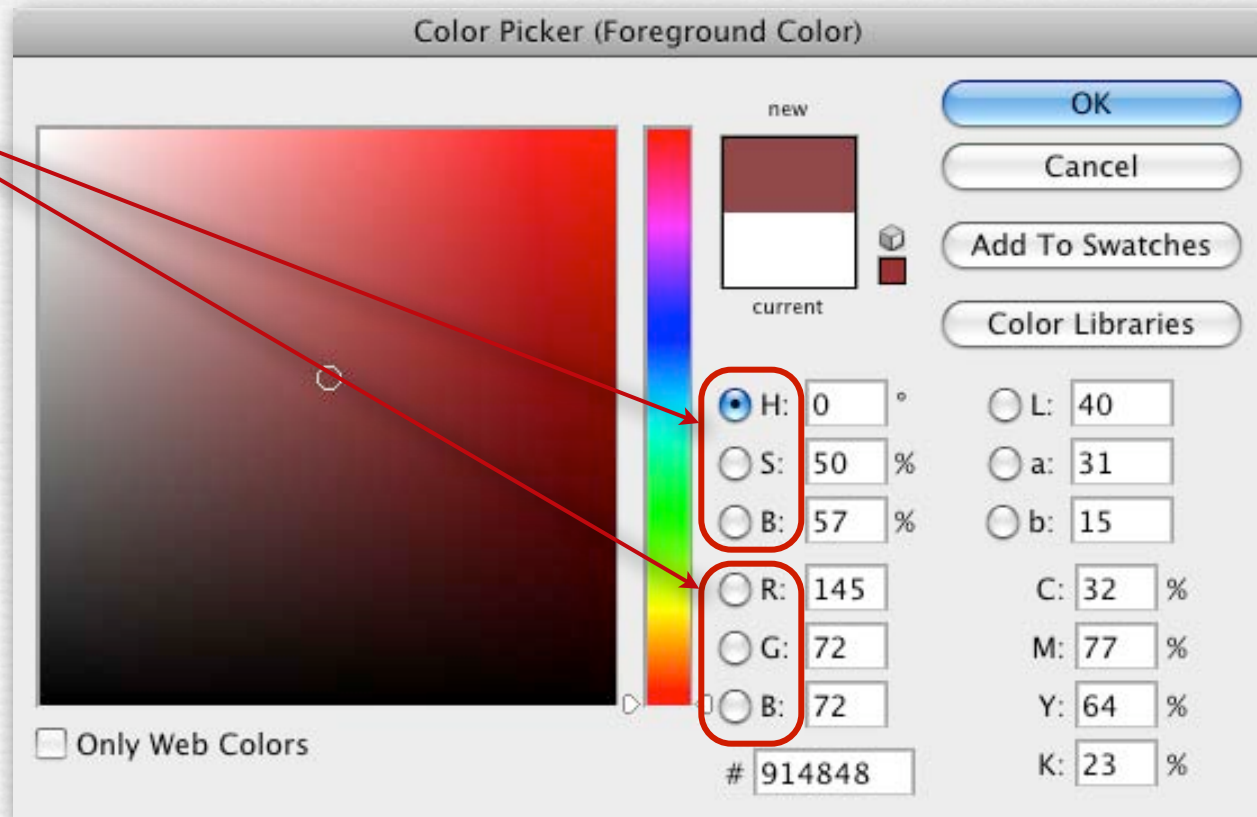 Color Picker (Foreground Color)
new
current
OK
Cancel
Add To Swatches
Color Libraries
H: 0 °
S: 50 %
B: 57 %
R: 145
G: 72
B: 72
# 914848
L: 40
a: 31
b: 15
C: 32 %
M: 77 %
Y: 64 %
K: 23 %
Only Web Colors